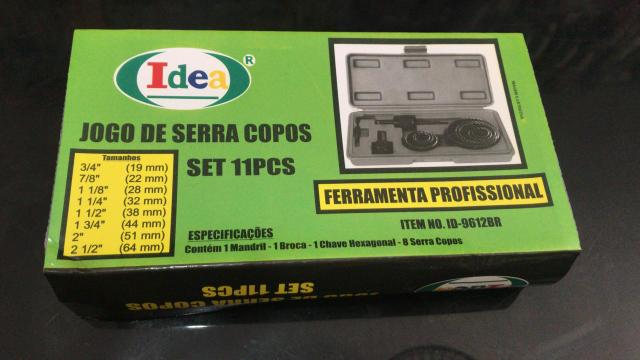 Idea ®
JOGO DE SERRA COPOS
SET 11PCS
Tamanhos
3/4" (19 mm)
7/8" (22 mm)
1 1/8" (28 mm)
1 1/4" (32 mm)
1 1/2" (38 mm)
1 3/4" (44 mm)
2" (51 mm)
2 1/2" (64 mm)
FERRAMENTA PROFISSIONAL
ITEM NO. ID-9612BR
ESPECIFICAÇÕES
Contém 1 Mandril - 1 Broca - 1 Chave Hexagonal - 8 Serra Copos
JOGO DE SERRA COPOS
SET 11PCS